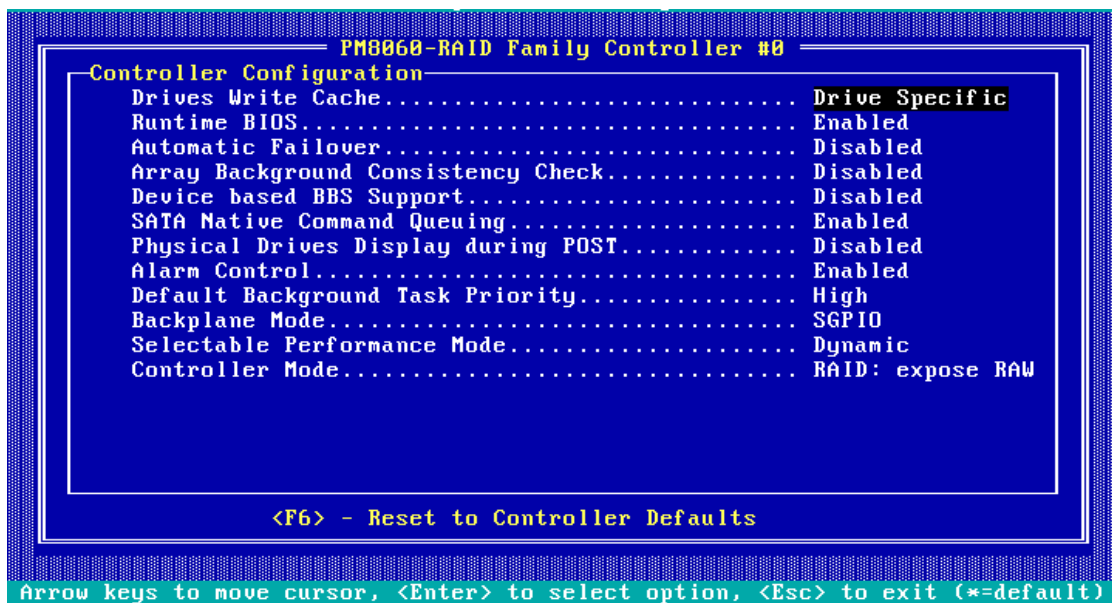 PM8060-RAID Family Controller #0
Controller Configuration
Drives Write Cache.............................. Drive Specific
Runtime BIOS.................................... Enabled
Automatic Failover.............................. Disabled
Array Background Consistency Check.............. Disabled
Device based BBS Support........................ Disabled
SATA Native Command Queuing..................... Enabled
Physical Drives Display during POST............. Disabled
Alarm Control................................... Enabled
Default Background Task Priority................ High
Backplane Mode.................................. SGPIO
Selectable Performance Mode..................... Dynamic
Controller Mode................................. RAID: expose RAW
<F6> - Reset to Controller Defaults
Arrow keys to move cursor, <Enter> to select option, <Esc> to exit (*=default)